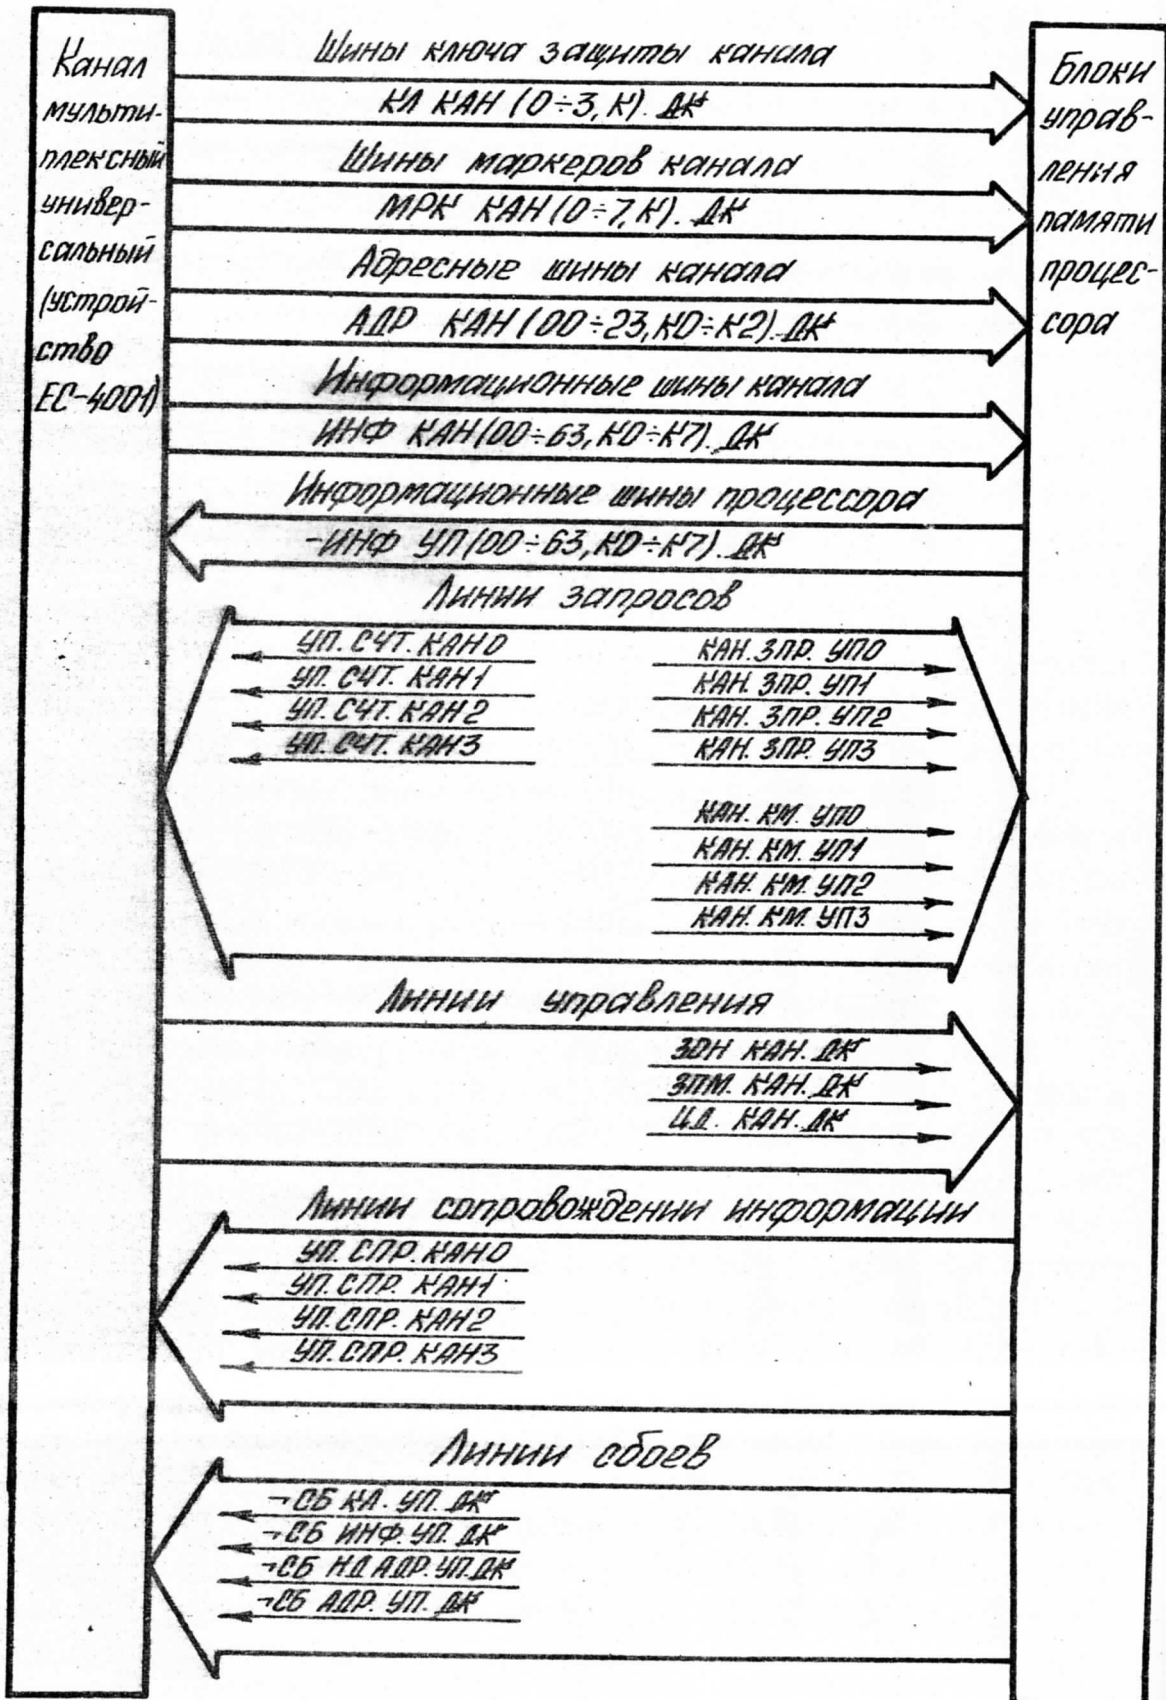 Канал
мульти-
плексный
универ-
сальный
(устрой-
ство
ЕС-4001)
Шины ключа защиты канала
КЛ КАН (0÷3, К). ДК
Шины маркеров канала
МРК КАН (0÷7, К). ДК
Адресные шины канала
АДР КАН (00÷23, К0÷К2). ДК
Информационные шины канала
ИНФ КАН (00÷63, К0÷К7). ДК
Информационные шины процессора
¬ИНФ УП (00÷63, К0÷К7). ДК
Линии запросов
УП. СЧТ. КАН0
УП. СЧТ. КАН1
УП. СЧТ. КАН2
УП. СЧТ. КАН3
КАН. ЗПР. УП0
КАН. ЗПР. УП1
КАН. ЗПР. УП2
КАН. ЗПР. УП3
КАН. КМ. УП0
КАН. КМ. УП1
КАН. КМ. УП2
КАН. КМ. УП3
Линии управления
ЗОН КАН. ДК
ЗПМ. КАН. ДК
ЦД. КАН. ДК
Линии сопровождении информации
УП. СПР. КАН0
УП. СПР. КАН1
УП. СПР. КАН2
УП. СПР. КАН3
Линии сбоев
¬СБ КЛ. УП. ДК
¬СБ ИНФ. УП. ДК
¬СБ НД АДР. УП. ДК
¬СБ АДР. УП. ДК
Блоки
управ-
ления
памяти
процес-
сора